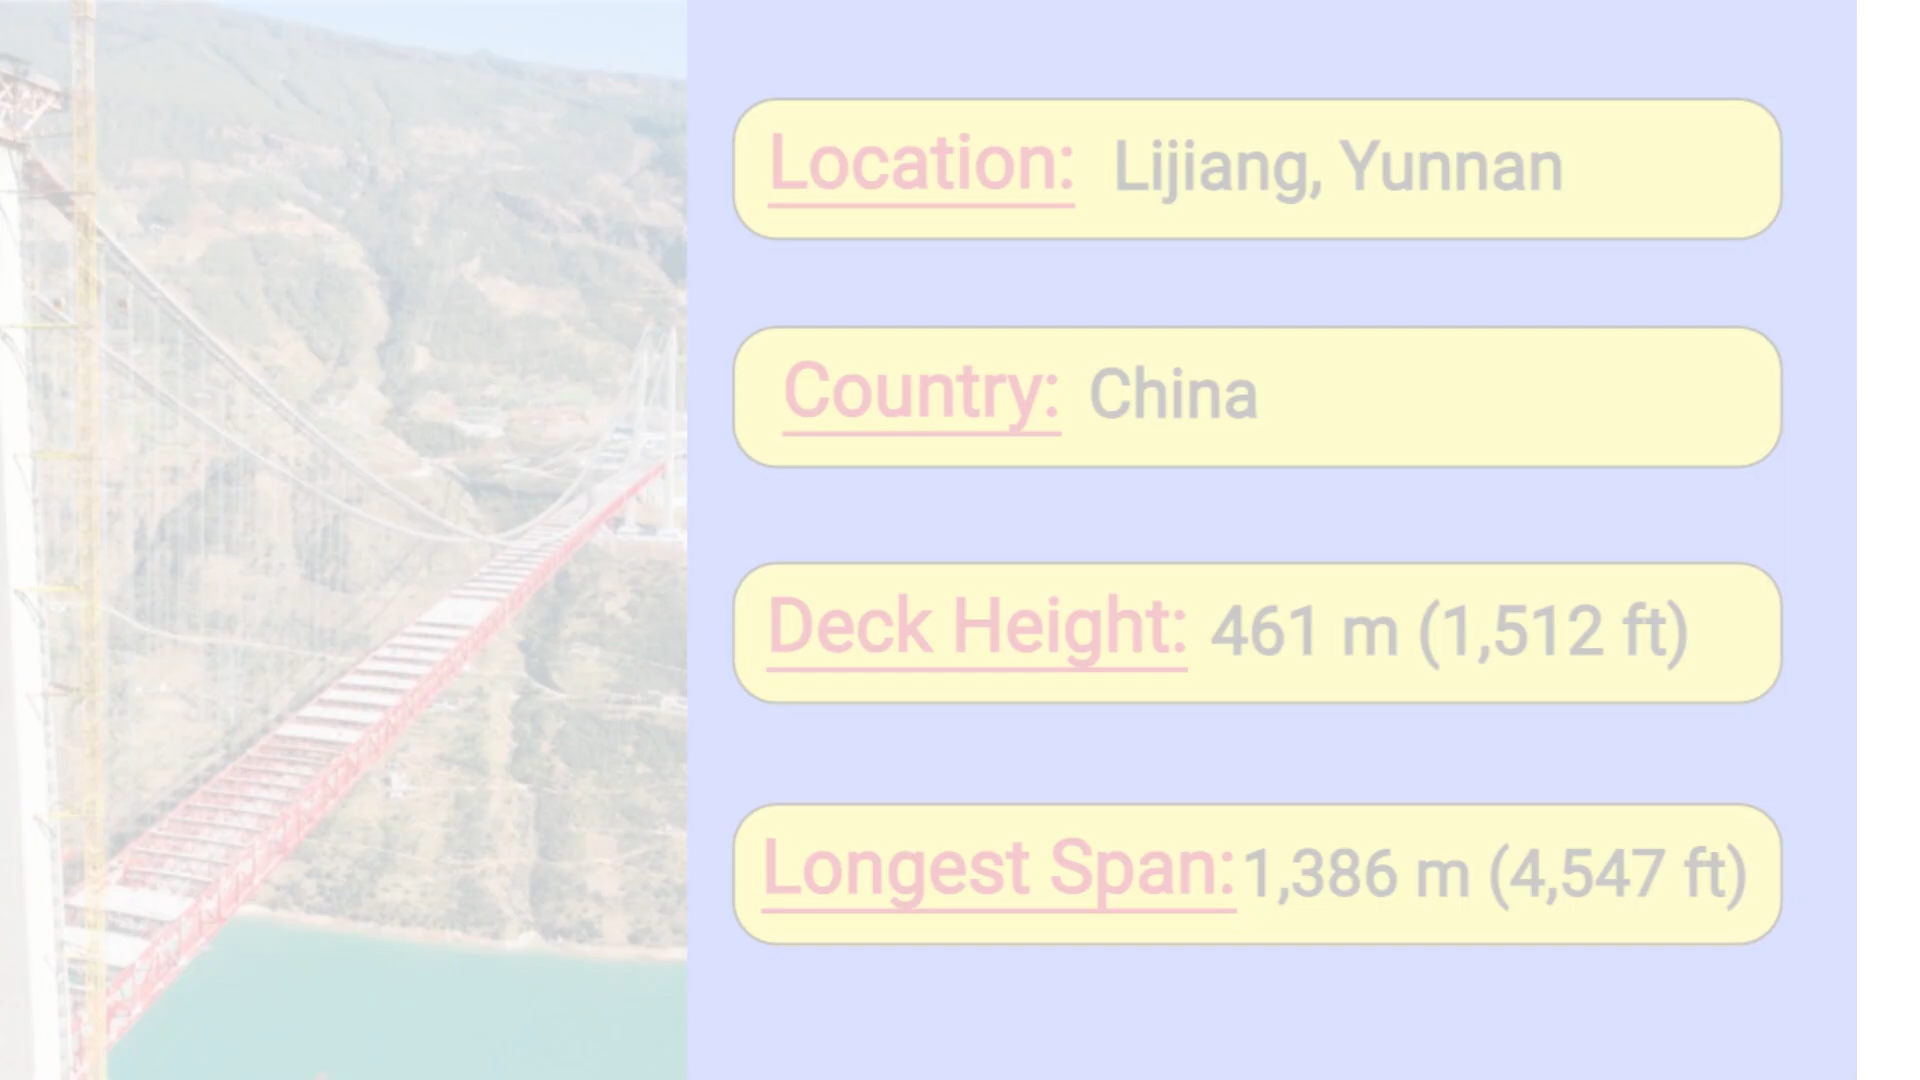 Location: Lijiang, Yunnan
Country: China
Deck Height: 461 m (1,512 ft)
Longest Span: 1,386 m (4,547 ft)